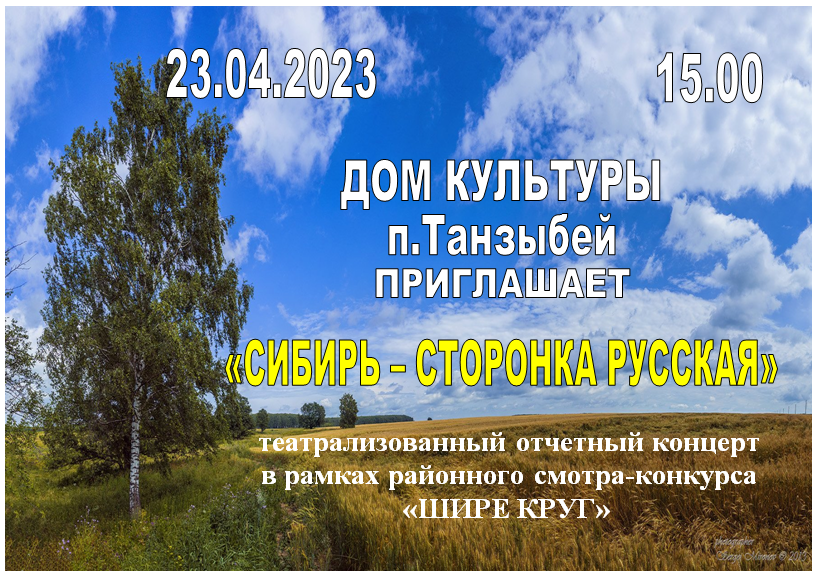 23.04.2023 15.00
ДОМ КУЛЬТУРЫ
п.Танзыбей
ПРИГЛАШАЕТ
«СИБИРЬ – СТОРОНКА РУССКАЯ»
театрализованный отчетный концерт
в рамках районного смотра-конкурса
«ШИРЕ КРУГ»